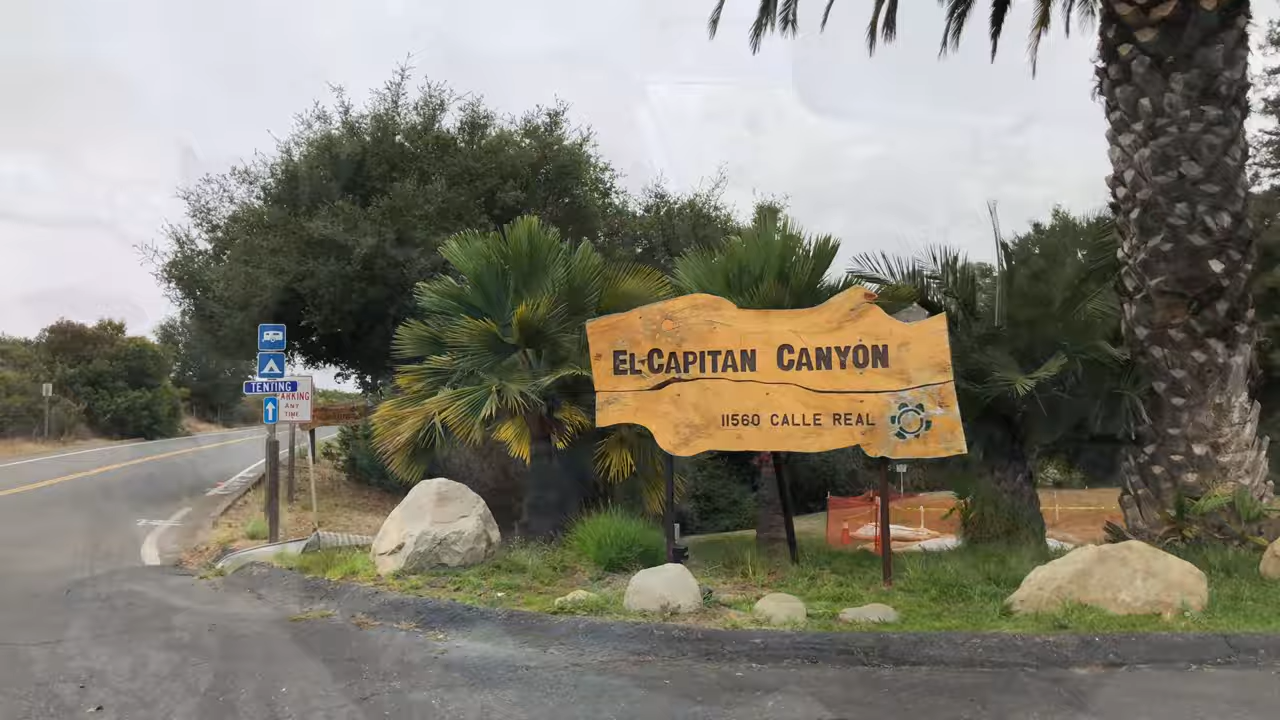 TENTING
PARKING
ANY
TIME
EL CAPITAN CANYON
11560 CALLE REAL